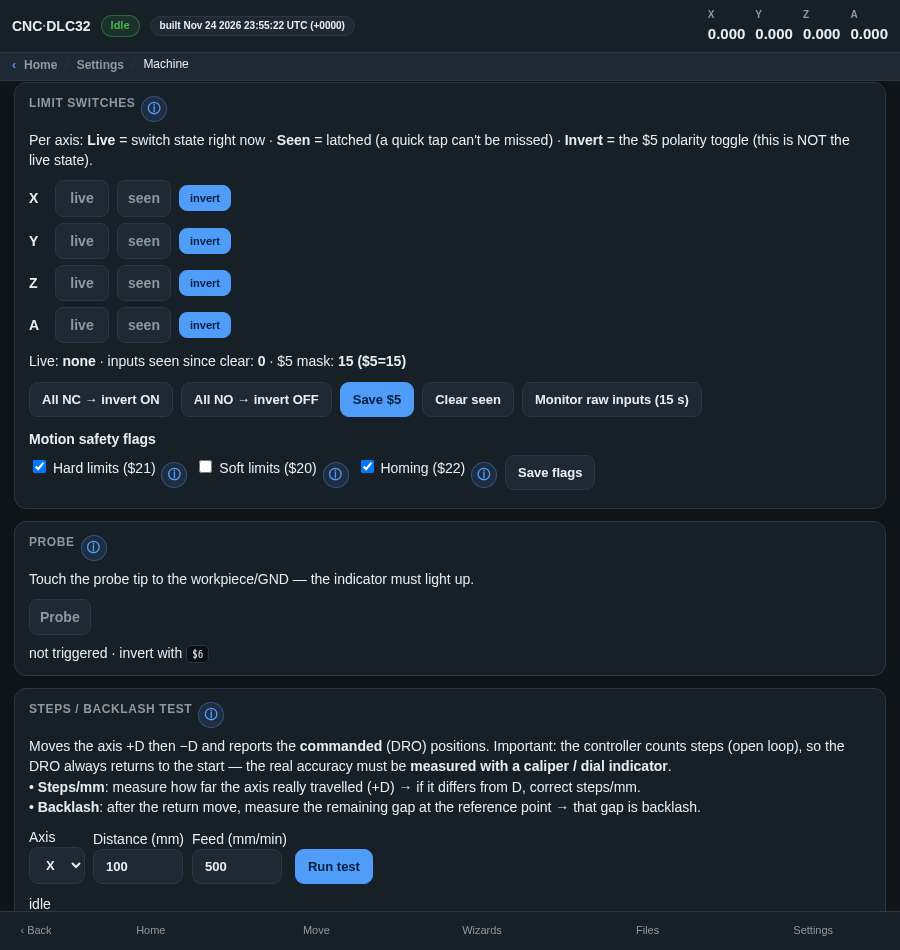 CNC·DLC32 Idle built Nov 24 2026 23:55:22 UTC (+0000) X Y Z A
0.000 0.000 0.000 0.000
‹ Home / Settings / Machine
LIMIT SWITCHES ⓘ
Per axis: Live = switch state right now · Seen = latched (a quick tap can't be missed) · Invert = the $5 polarity toggle (this is NOT the
live state).
X live seen invert
Y live seen invert
Z live seen invert
A live seen invert
Live: none · inputs seen since clear: 0 · $5 mask: 15 ($5=15)
All NC → invert ON All NO → invert OFF Save $5 Clear seen Monitor raw inputs (15 s)
Motion safety flags
Hard limits ($21) ⓘ Soft limits ($20) ⓘ Homing ($22) ⓘ Save flags
PROBE ⓘ
Touch the probe tip to the workpiece/GND — the indicator must light up.
Probe
not triggered · invert with $6
STEPS / BACKLASH TEST ⓘ
Moves the axis +D then −D and reports the commanded (DRO) positions. Important: the controller counts steps (open loop), so the
DRO always returns to the start — the real accuracy must be measured with a caliper / dial indicator.
• Steps/mm: measure how far the axis really travelled (+D) → if it differs from D, correct steps/mm.
• Backlash: after the return move, measure the remaining gap at the reference point → that gap is backlash.
Axis Distance (mm) Feed (mm/min)
X 100 500 Run test
idle
‹ Back Home Move Wizards Files Settings